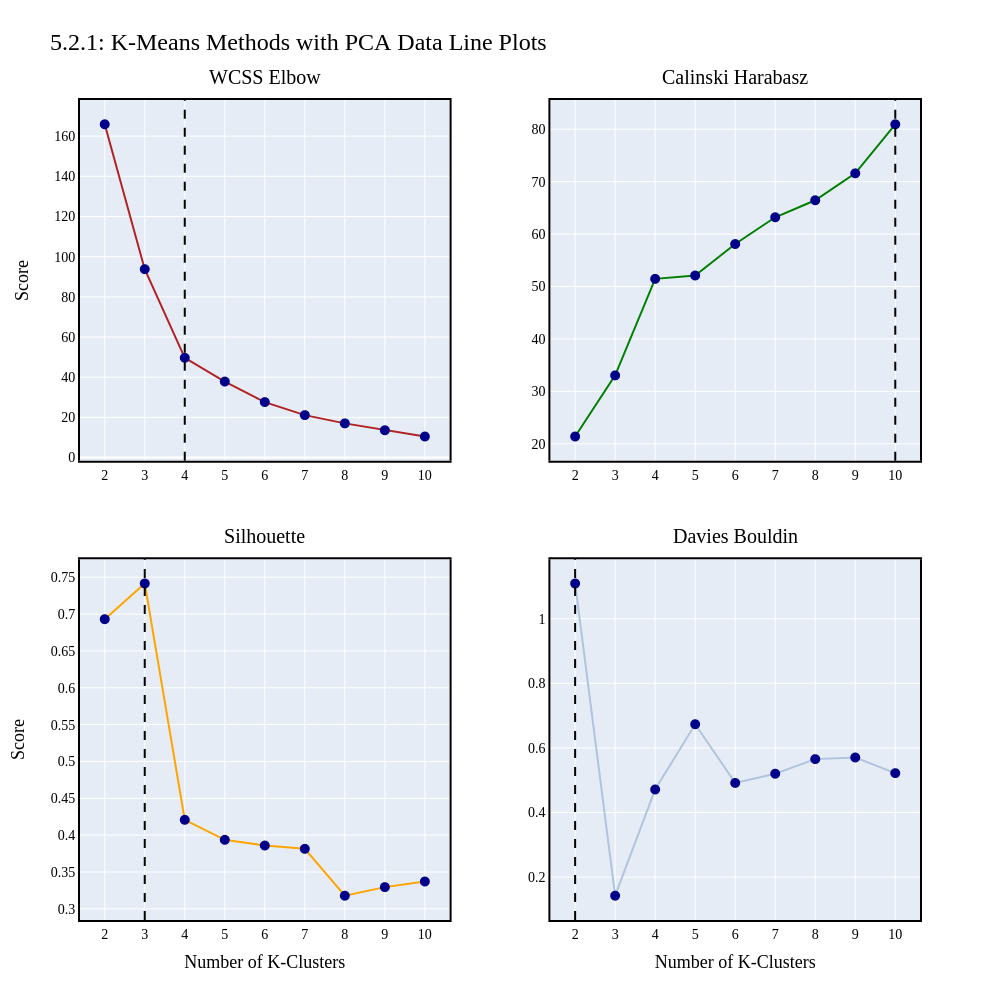 5.2.1: K-Means Methods with PCA Data Line Plots
WCSS Elbow
Score
160
140
120
100
80
60
40
20
0
2 3 4 5 6 7 8 9 10
Calinski Harabasz
80
70
60
50
40
30
20
2 3 4 5 6 7 8 9 10
Silhouette
Score
0.75
0.7
0.65
0.6
0.55
0.5
0.45
0.4
0.35
0.3
2 3 4 5 6 7 8 9 10
Number of K-Clusters
Davies Bouldin
1
0.8
0.6
0.4
0.2
2 3 4 5 6 7 8 9 10
Number of K-Clusters